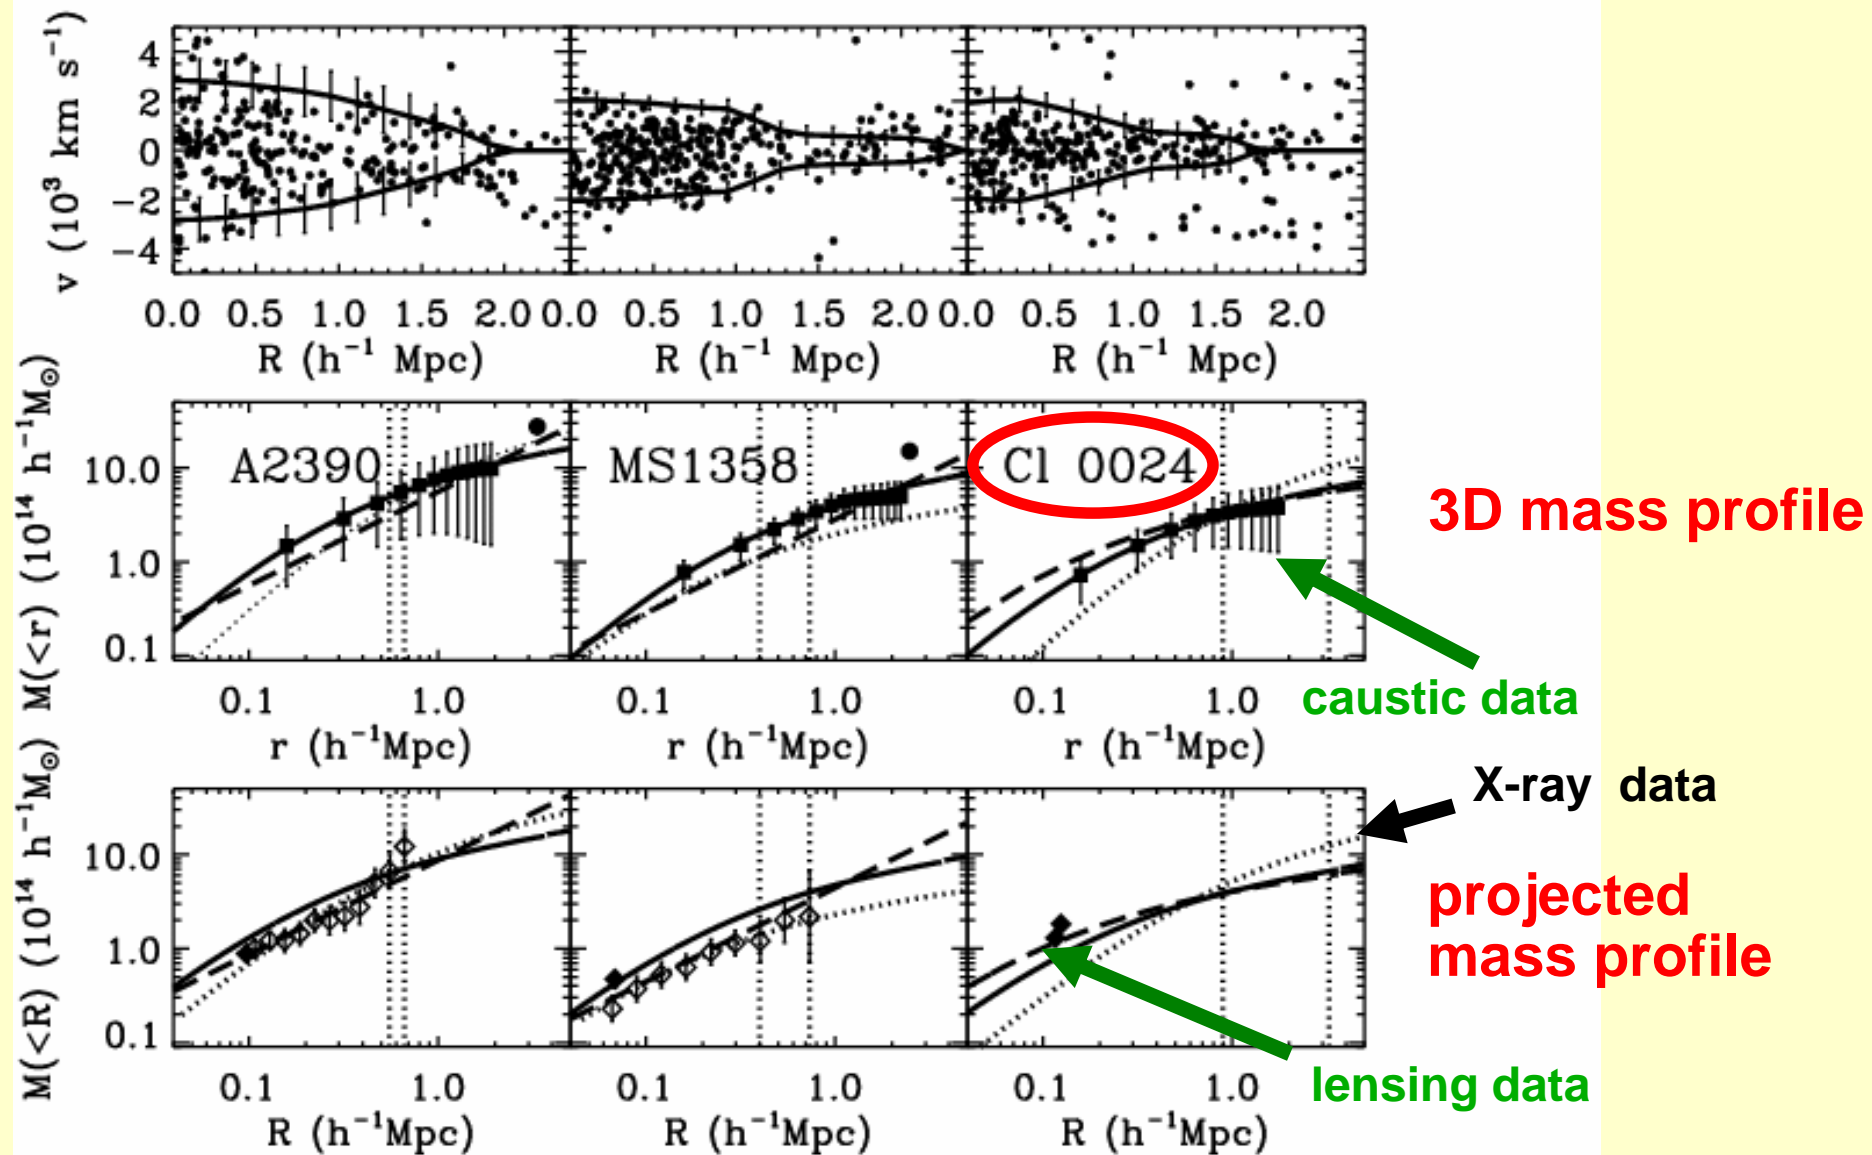 v (10³ km s⁻¹)
4
2
0
−2
−4
0.0 0.5 1.0 1.5 2.0 0.0 0.5 1.0 1.5 2.0 0.0 0.5 1.0 1.5 2.0
R (h⁻¹ Mpc) R (h⁻¹ Mpc) R (h⁻¹ Mpc)
M(<r) (10¹⁴ h⁻¹M⊙)
10.0
1.0
0.1
A2390 MS1358 Cl 0024
3D mass profile
caustic data
0.1 1.0 0.1 1.0 0.1 1.0
r (h⁻¹Mpc) r (h⁻¹Mpc) r (h⁻¹Mpc)
M(<R) (10¹⁴ h⁻¹M⊙)
10.0
1.0
0.1
X-ray data
projected
mass profile
lensing data
0.1 1.0 0.1 1.0 0.1 1.0
R (h⁻¹Mpc) R (h⁻¹Mpc) R (h⁻¹Mpc)